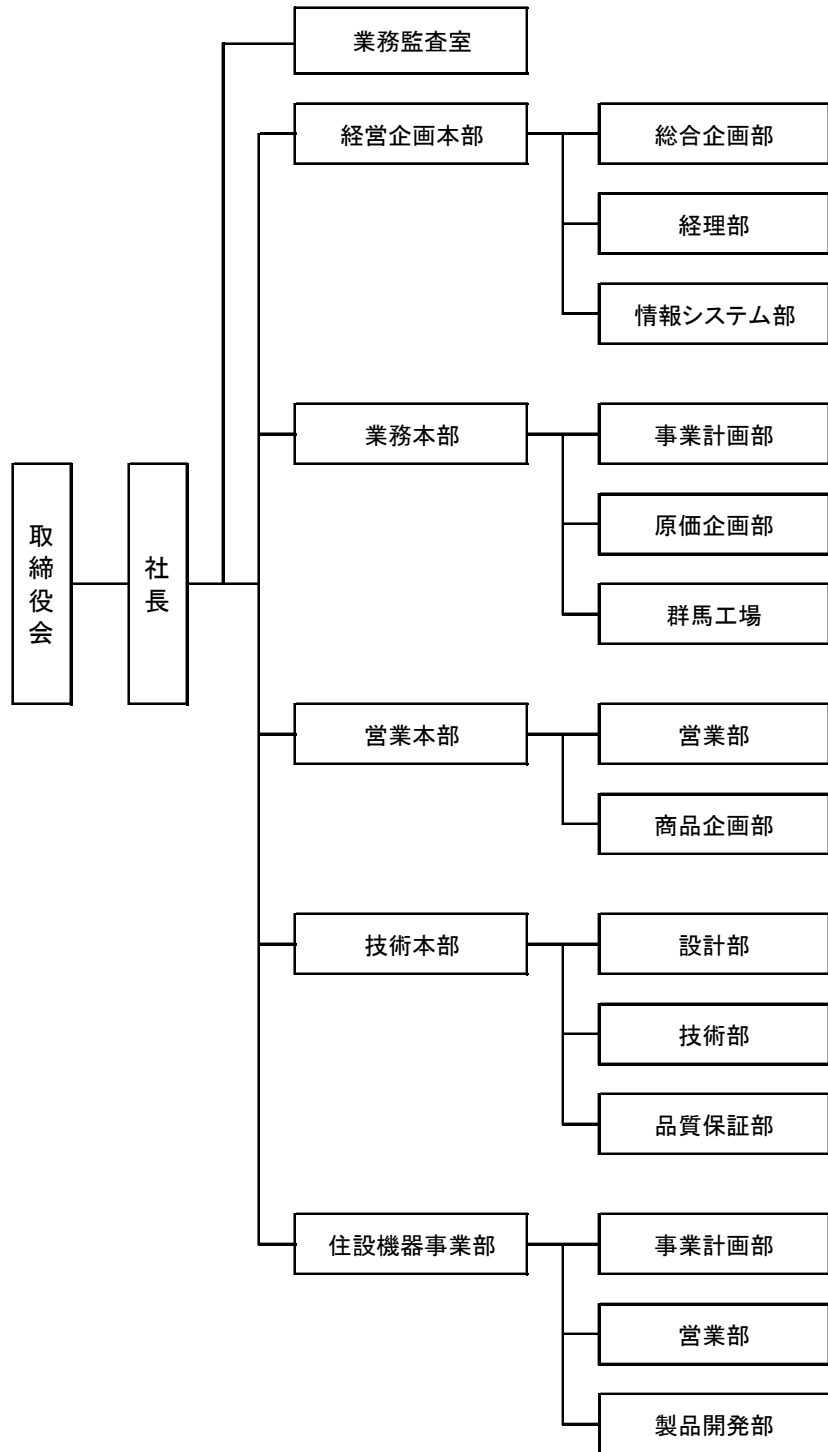 取締役会
社長
業務監査室
経営企画本部
総合企画部
経理部
情報システム部
業務本部
事業計画部
原価企画部
群馬工場
営業本部
営業部
商品企画部
技術本部
設計部
技術部
品質保証部
住設機器事業部
事業計画部
営業部
製品開発部